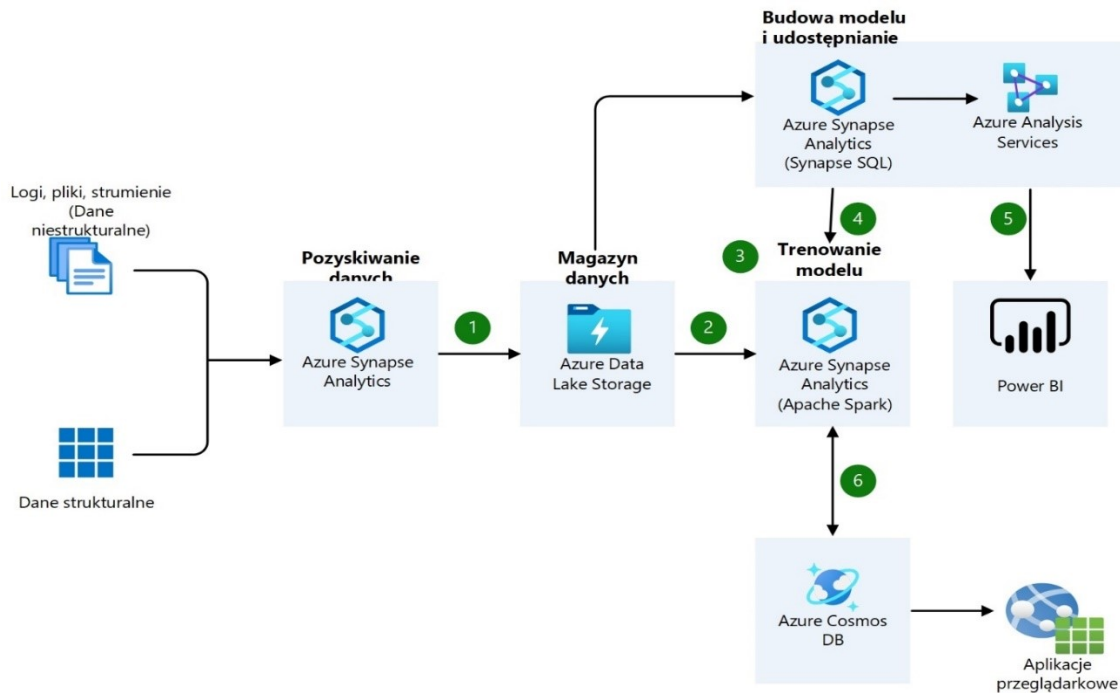 Budowa modelu
i udostępnianie
Azure Synapse
Analytics
(Synapse SQL)
Azure Analysis
Services
Logi, pliki, strumienie
(Dane
niestrukturalne)
4
5
3
Pozyskiwanie
danych
Magazyn
danych
Trenowanie
modelu
1
2
Azure Synapse
Analytics
Azure Data
Lake Storage
Azure Synapse
Analytics
(Apache Spark)
Power BI
6
Dane strukturalne
Azure Cosmos
DB
Aplikacje
przeglądarkowe